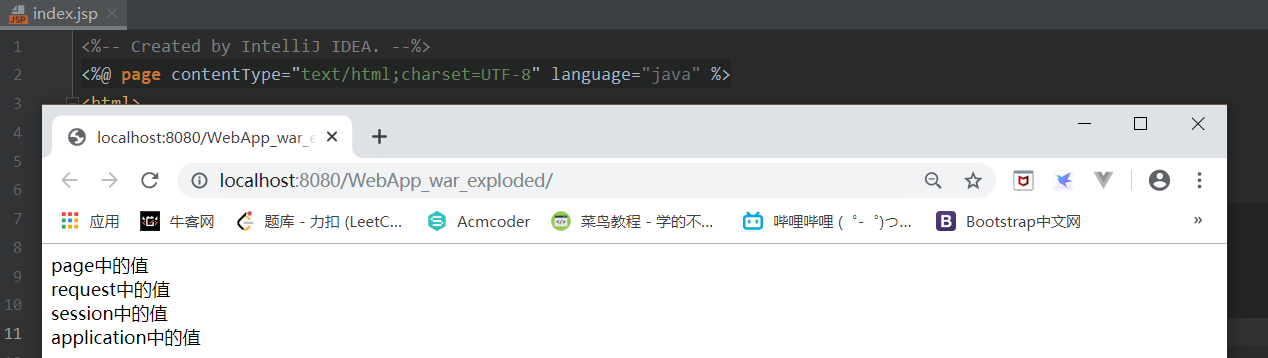 index.jsp
1 <%-- Created by IntelliJ IDEA. --%>
2 <%@ page contentType="text/html;charset=UTF-8" language="java" %>
3 <html>
4
5
6
7
8
9
10
11
localhost:8080/WebApp_war_e
localhost:8080/WebApp_war_exploded/
应用 牛客网 题库 - 力扣 (LeetC... Acmcoder 菜鸟教程 - 学的不... 哔哩哔哩 ( ゜- ゜)つ... Bootstrap中文网 »
page中的值
request中的值
session中的值
application中的值